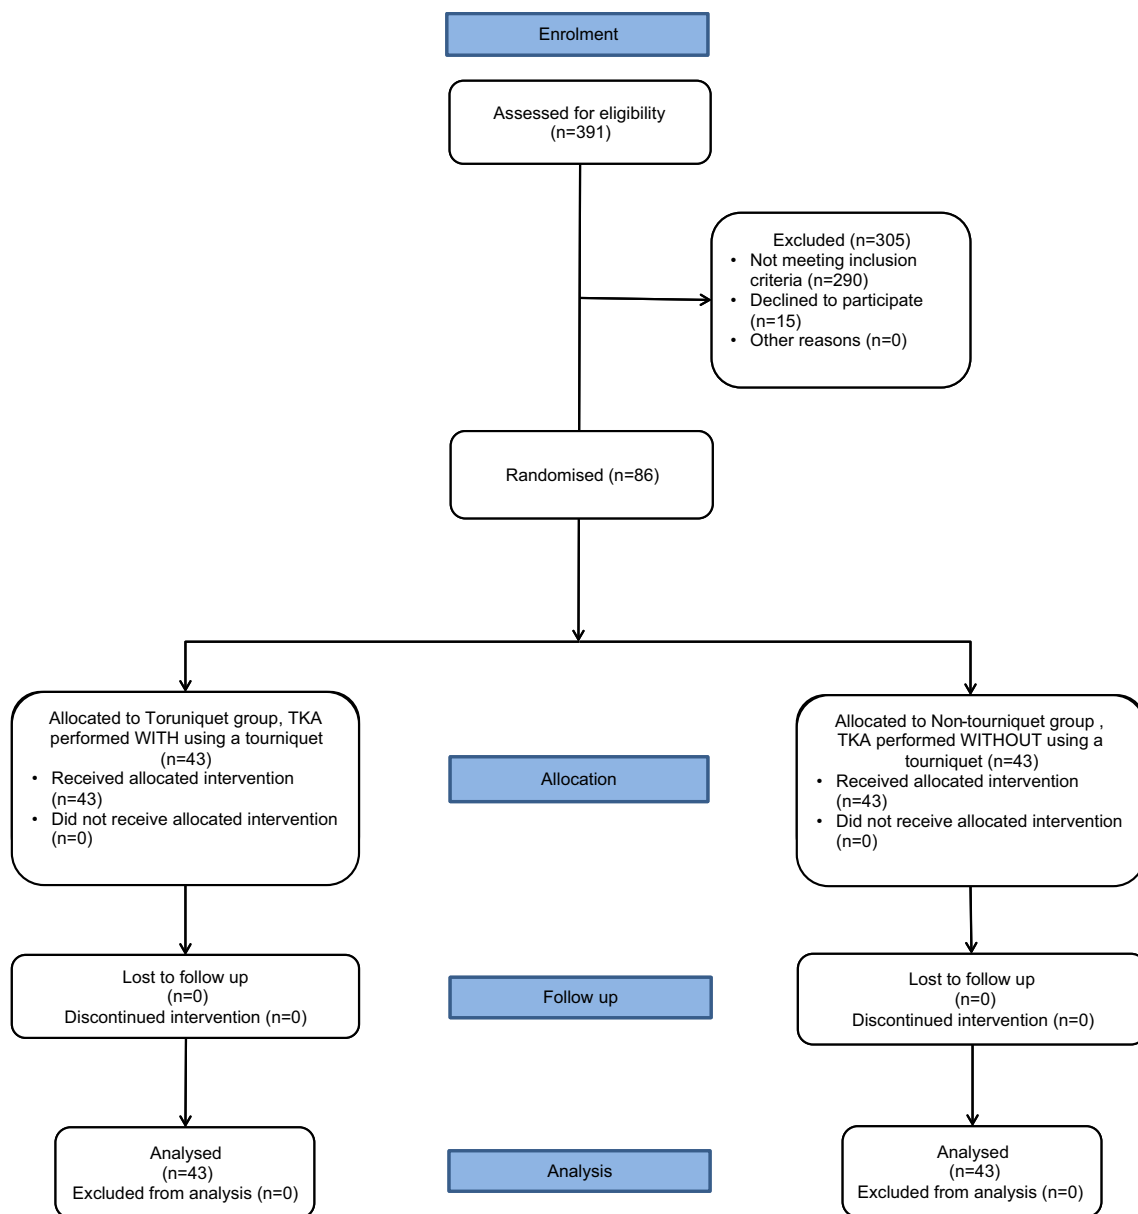 Enrolment
Assessed for eligibility
(n=391)
Excluded (n=305)
• Not meeting inclusion
criteria (n=290)
• Declined to participate
(n=15)
• Other reasons (n=0)
Randomised (n=86)
Allocated to Toruniquet group, TKA
performed WITH using a tourniquet
(n=43)
• Received allocated intervention
(n=43)
• Did not receive allocated intervention
(n=0)
Allocation
Allocated to Non-tourniquet group ,
TKA performed WITHOUT using a
tourniquet (n=43)
• Received allocated intervention
(n=43)
• Did not receive allocated intervention
(n=0)
Lost to follow up
(n=0)
Discontinued intervention (n=0)
Follow up
Lost to follow up
(n=0)
Discontinued intervention (n=0)
Analysed
(n=43)
Excluded from analysis (n=0)
Analysis
Analysed
(n=43)
Excluded from analysis (n=0)